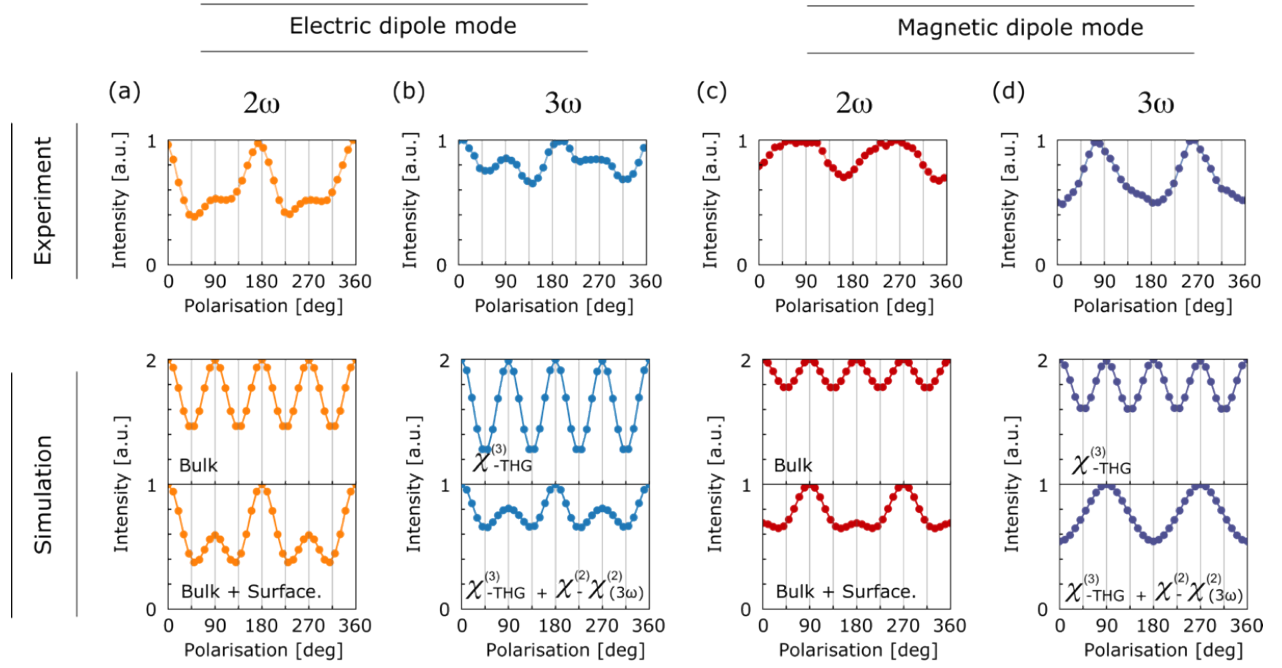 Electric dipole mode
Magnetic dipole mode
(a) 2ω
(b) 3ω
(c) 2ω
(d) 3ω
Experiment
Intensity [a.u.]
1
0
0 90 180 270 360
Polarisation [deg]
Intensity [a.u.]
1
0
0 90 180 270 360
Polarisation [deg]
Intensity [a.u.]
1
0
0 90 180 270 360
Polarisation [deg]
Intensity [a.u.]
1
0
0 90 180 270 360
Polarisation [deg]
Simulation
Intensity [a.u.]
2
Bulk
Intensity [a.u.]
1
Bulk + Surface.
0
0 90 180 270 360
Polarisation [deg]
Intensity [a.u.]
2
χ(3)-THG
Intensity [a.u.]
1
χ(3)-THG + χ(2)-χ(2)(3ω)
0
0 90 180 270 360
Polarisation [deg]
Intensity [a.u.]
2
Bulk
Intensity [a.u.]
1
Bulk + Surface.
0
0 90 180 270 360
Polarisation [deg]
Intensity [a.u.]
2
χ(3)-THG
Intensity [a.u.]
1
χ(3)-THG + χ(2)-χ(2)(3ω)
0
0 90 180 270 360
Polarisation [deg]